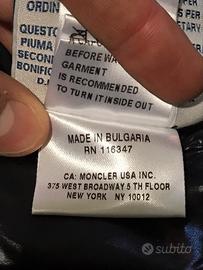 ORDIN
QUESTO
PIUMA
SECON
BONIFIC
BEFORE WA
GARMENT
IS RECOMMENDED
TO TURN IT INSIDE OUT
MADE IN BULGARIA
RN 116347
CA: MONCLER USA INC.
375 WEST BROADWAY 5 TH FLOOR
NEW YORK NY 10012
subito